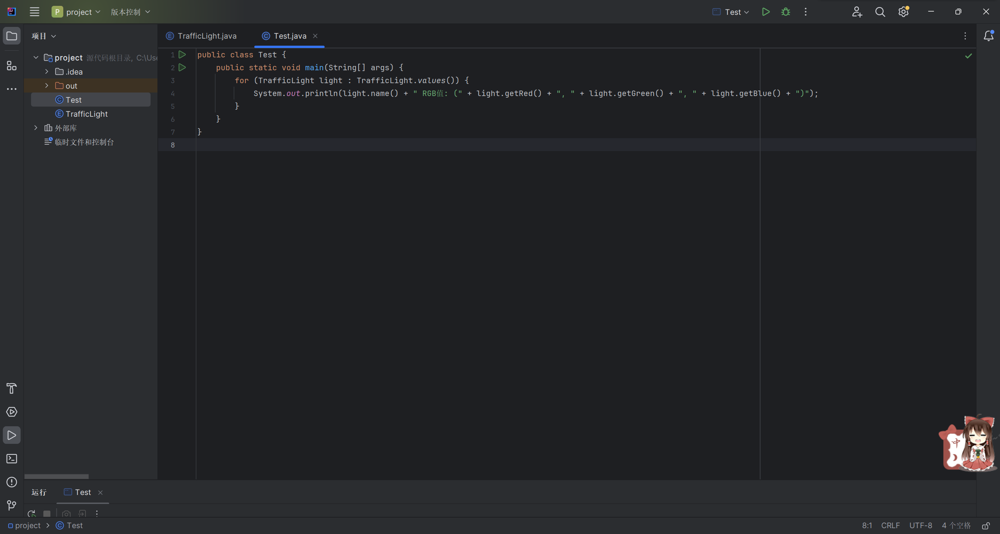 P project 版本控制 Test
项目
TrafficLight.java Test.java
project 源代码根目录, C:\Use
.idea
out
Test
TrafficLight
外部库
临时文件和控制台
1 public class Test {
2 public static void main(String[] args) {
3 for (TrafficLight light : TrafficLight.values()) {
4 System.out.println(light.name() + " RGB值: (" + light.getRed() + ", " + light.getGreen() + ", " + light.getBlue() + ")");
5 }
6 }
7 }
8
中
运行 Test
project Test 8:1 CRLF UTF-8 4 个空格